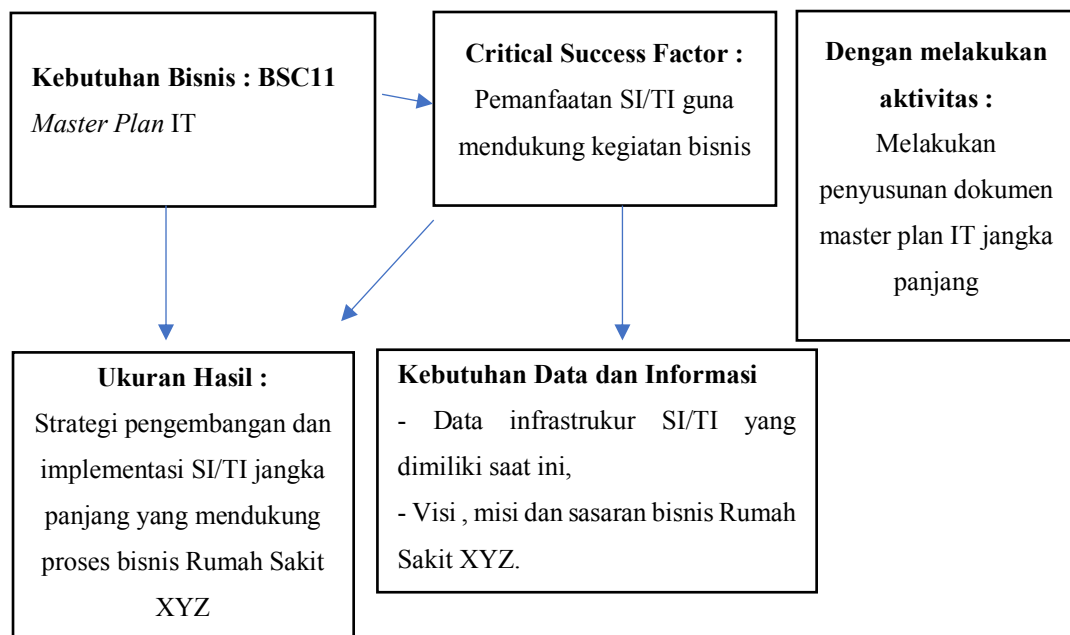 Kebutuhan Bisnis : BSC11
Master Plan IT
Critical Success Factor :
Pemanfaatan SI/TI guna
mendukung kegiatan bisnis
Dengan melakukan
aktivitas :
Melakukan
penyusunan dokumen
master plan IT jangka
panjang
Ukuran Hasil :
Strategi pengembangan dan
implementasi SI/TI jangka
panjang yang mendukung
proses bisnis Rumah Sakit
XYZ
Kebutuhan Data dan Informasi
- Data infrastrukur SI/TI yang
dimiliki saat ini,
- Visi , misi dan sasaran bisnis Rumah
Sakit XYZ.